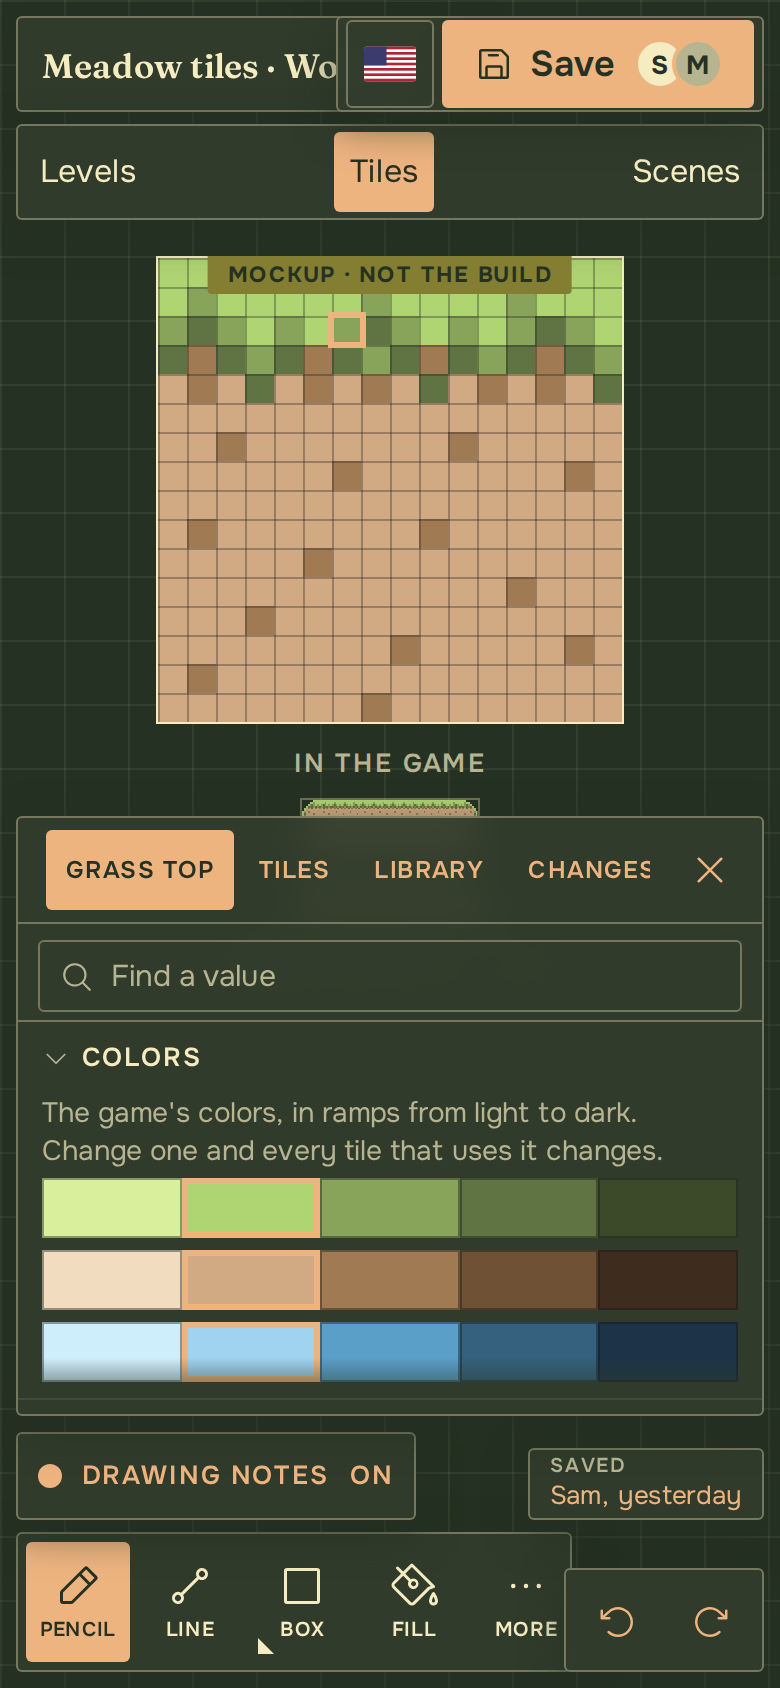 Meadow tiles · Wo
Save
S
M
Levels
Tiles
Scenes
MOCKUP · NOT THE BUILD
IN THE GAME
GRASS TOP
TILES
LIBRARY
CHANGES
Find a value
COLORS
The game's colors, in ramps from light to dark.
Change one and every tile that uses it changes.
DRAWING NOTES ON
SAVED
Sam, yesterday
PENCIL
LINE
BOX
FILL
MORE